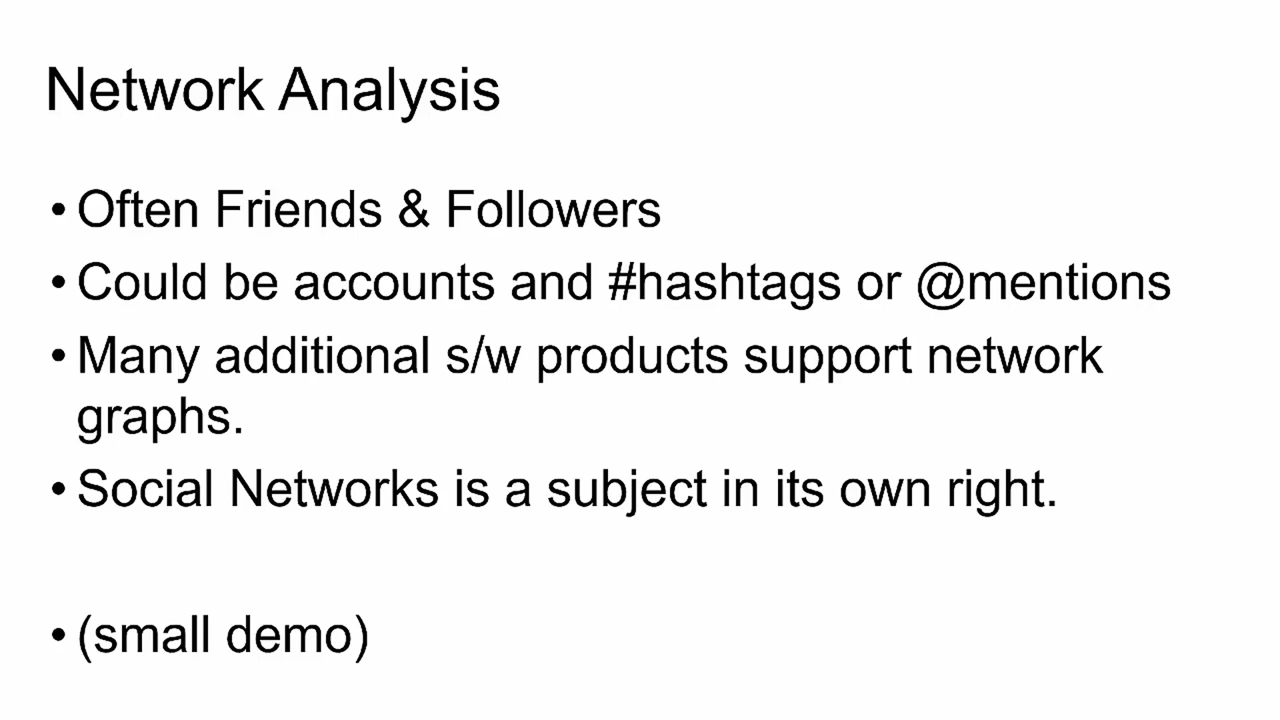 Network Analysis
• Often Friends & Followers
• Could be accounts and #hashtags or @mentions
• Many additional s/w products support network
graphs.
• Social Networks is a subject in its own right.
• (small demo)